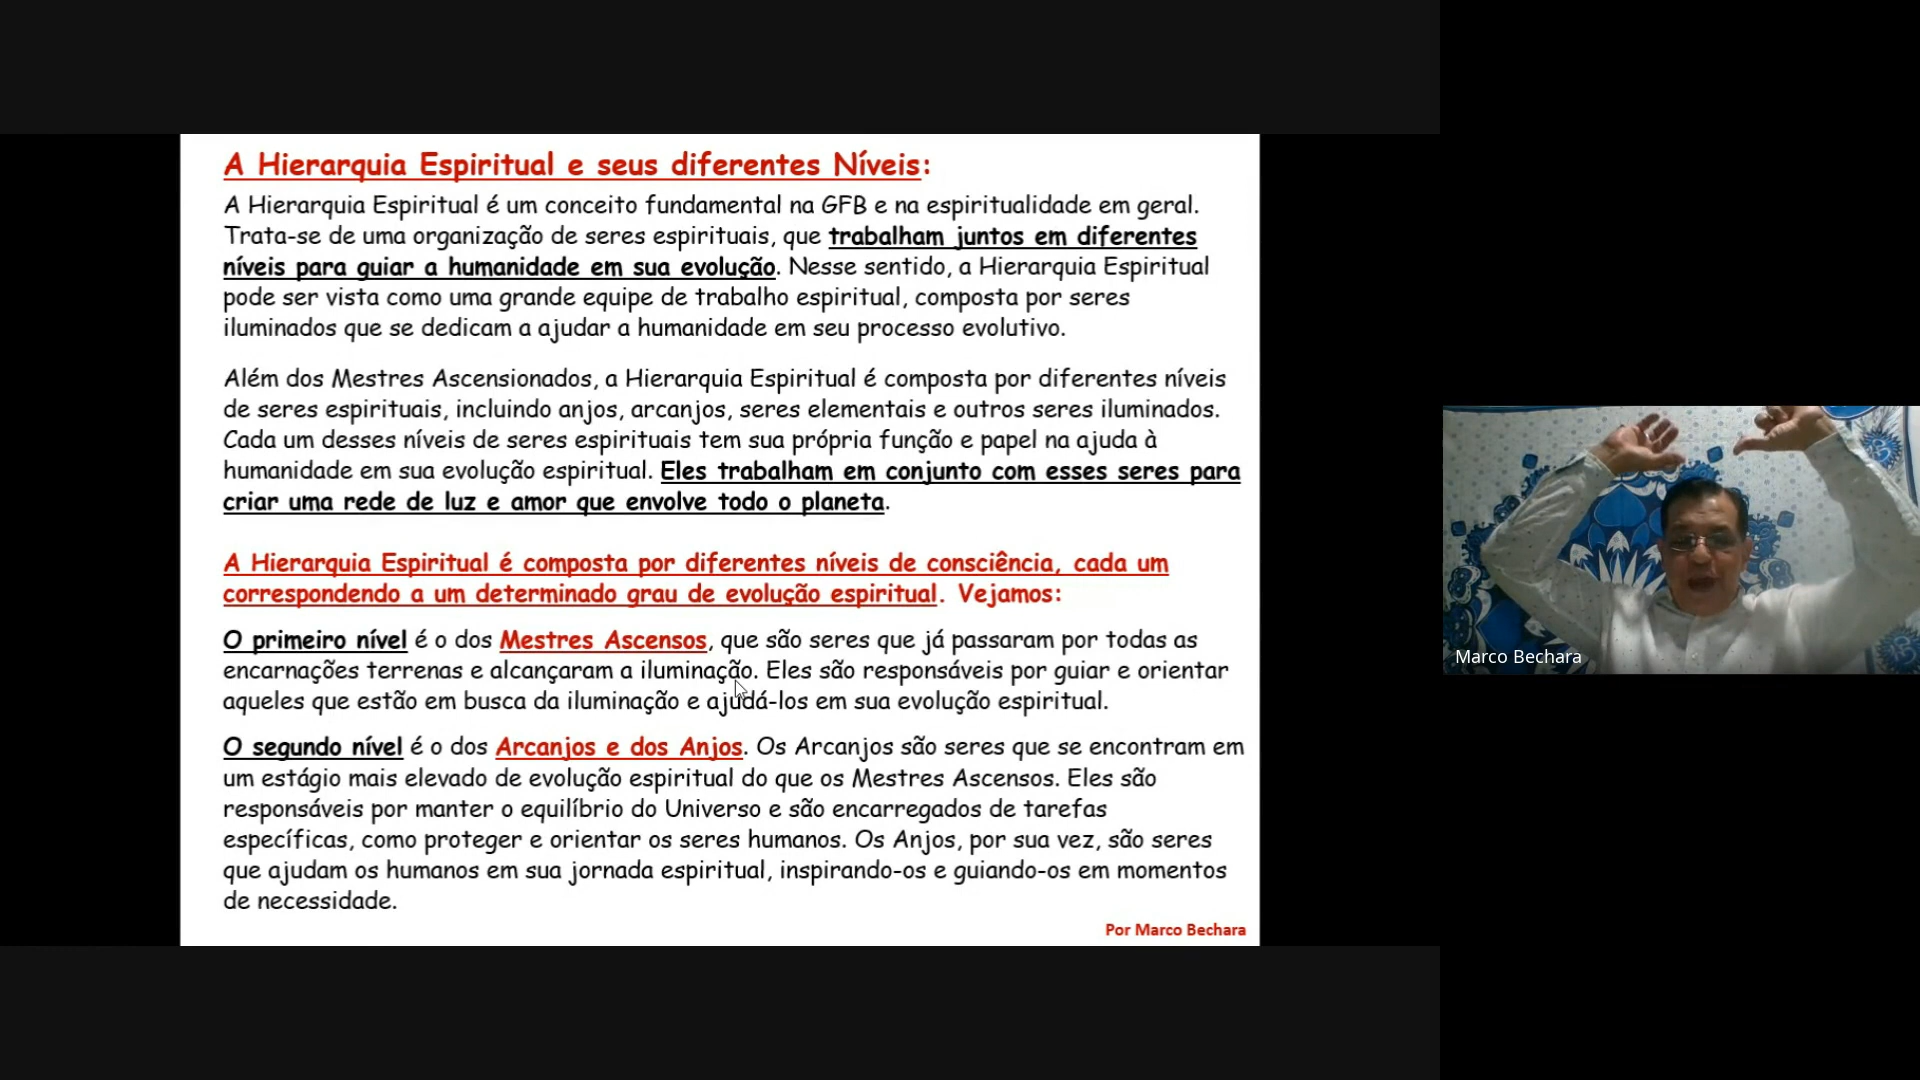 A Hierarquia Espiritual e seus diferentes Níveis:
A Hierarquia Espiritual é um conceito fundamental na GFB e na espiritualidade em geral.
Trata-se de uma organização de seres espirituais, que trabalham juntos em diferentes
níveis para guiar a humanidade em sua evolução. Nesse sentido, a Hierarquia Espiritual
pode ser vista como uma grande equipe de trabalho espiritual, composta por seres
iluminados que se dedicam a ajudar a humanidade em seu processo evolutivo.
Além dos Mestres Ascensionados, a Hierarquia Espiritual é composta por diferentes níveis
de seres espirituais, incluindo anjos, arcanjos, seres elementais e outros seres iluminados.
Cada um desses níveis de seres espirituais tem sua própria função e papel na ajuda à
humanidade em sua evolução espiritual. Eles trabalham em conjunto com esses seres para
criar uma rede de luz e amor que envolve todo o planeta.
A Hierarquia Espiritual é composta por diferentes níveis de consciência, cada um
correspondendo a um determinado grau de evolução espiritual. Vejamos:
O primeiro nível é o dos Mestres Ascensos, que são seres que já passaram por todas as
encarnações terrenas e alcançaram a iluminação. Eles são responsáveis por guiar e orientar
aqueles que estão em busca da iluminação e ajudá-los em sua evolução espiritual.
O segundo nível é o dos Arcanjos e dos Anjos. Os Arcanjos são seres que se encontram em
um estágio mais elevado de evolução espiritual do que os Mestres Ascensos. Eles são
responsáveis por manter o equilíbrio do Universo e são encarregados de tarefas
específicas, como proteger e orientar os seres humanos. Os Anjos, por sua vez, são seres
que ajudam os humanos em sua jornada espiritual, inspirando-os e guiando-os em momentos
de necessidade.
Por Marco Bechara
Marco Bechara